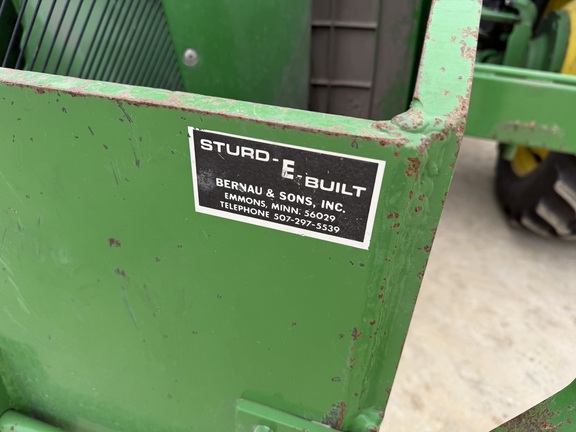 STURD-E-BUILT
BERNAU & SONS, INC.
EMMONS, MINN. 56029
TELEPHONE 507-297-5539